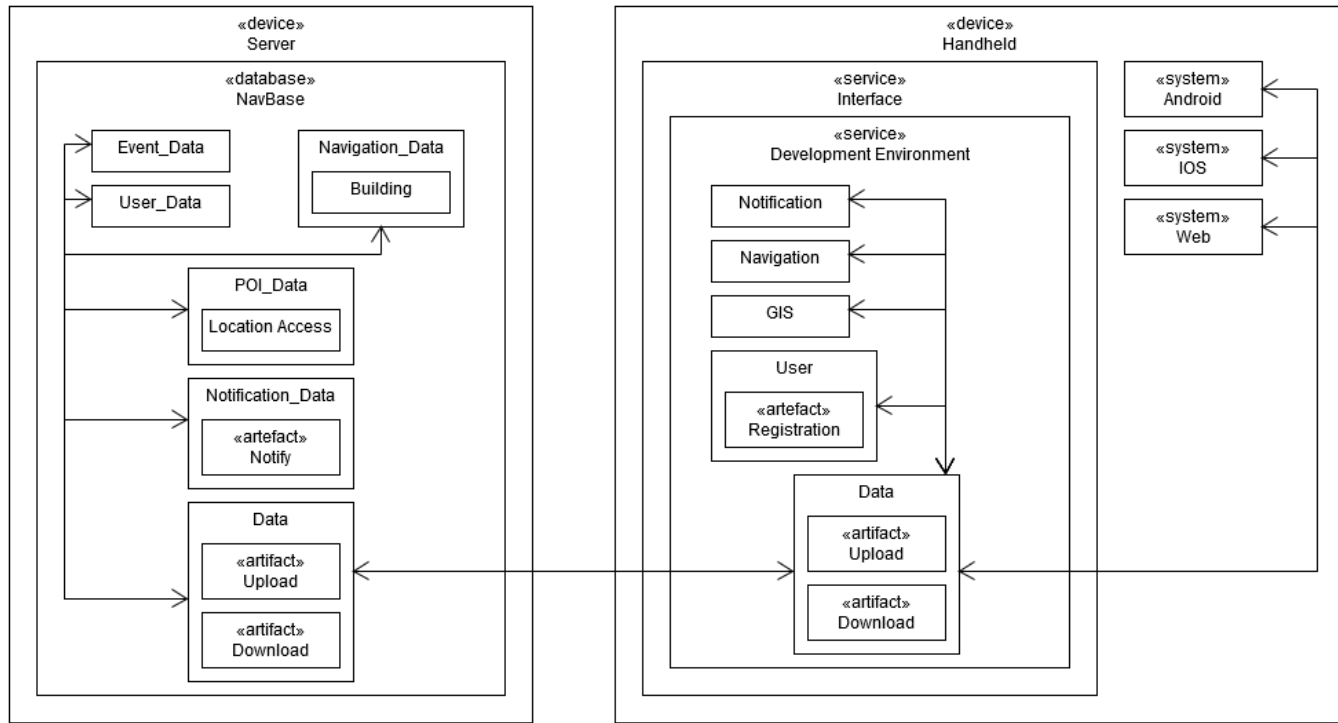 «device»
Server
«database»
NavBase
Event_Data
User_Data
Navigation_Data
Building
POI_Data
Location Access
Notification_Data
«artefact»
Notify
Data
«artifact»
Upload
«artifact»
Download
«device»
Handheld
«service»
Interface
«service»
Development Environment
Notification
Navigation
GIS
User
«artefact»
Registration
Data
«artifact»
Upload
«artifact»
Download
«system»
Android
«system»
IOS
«system»
Web